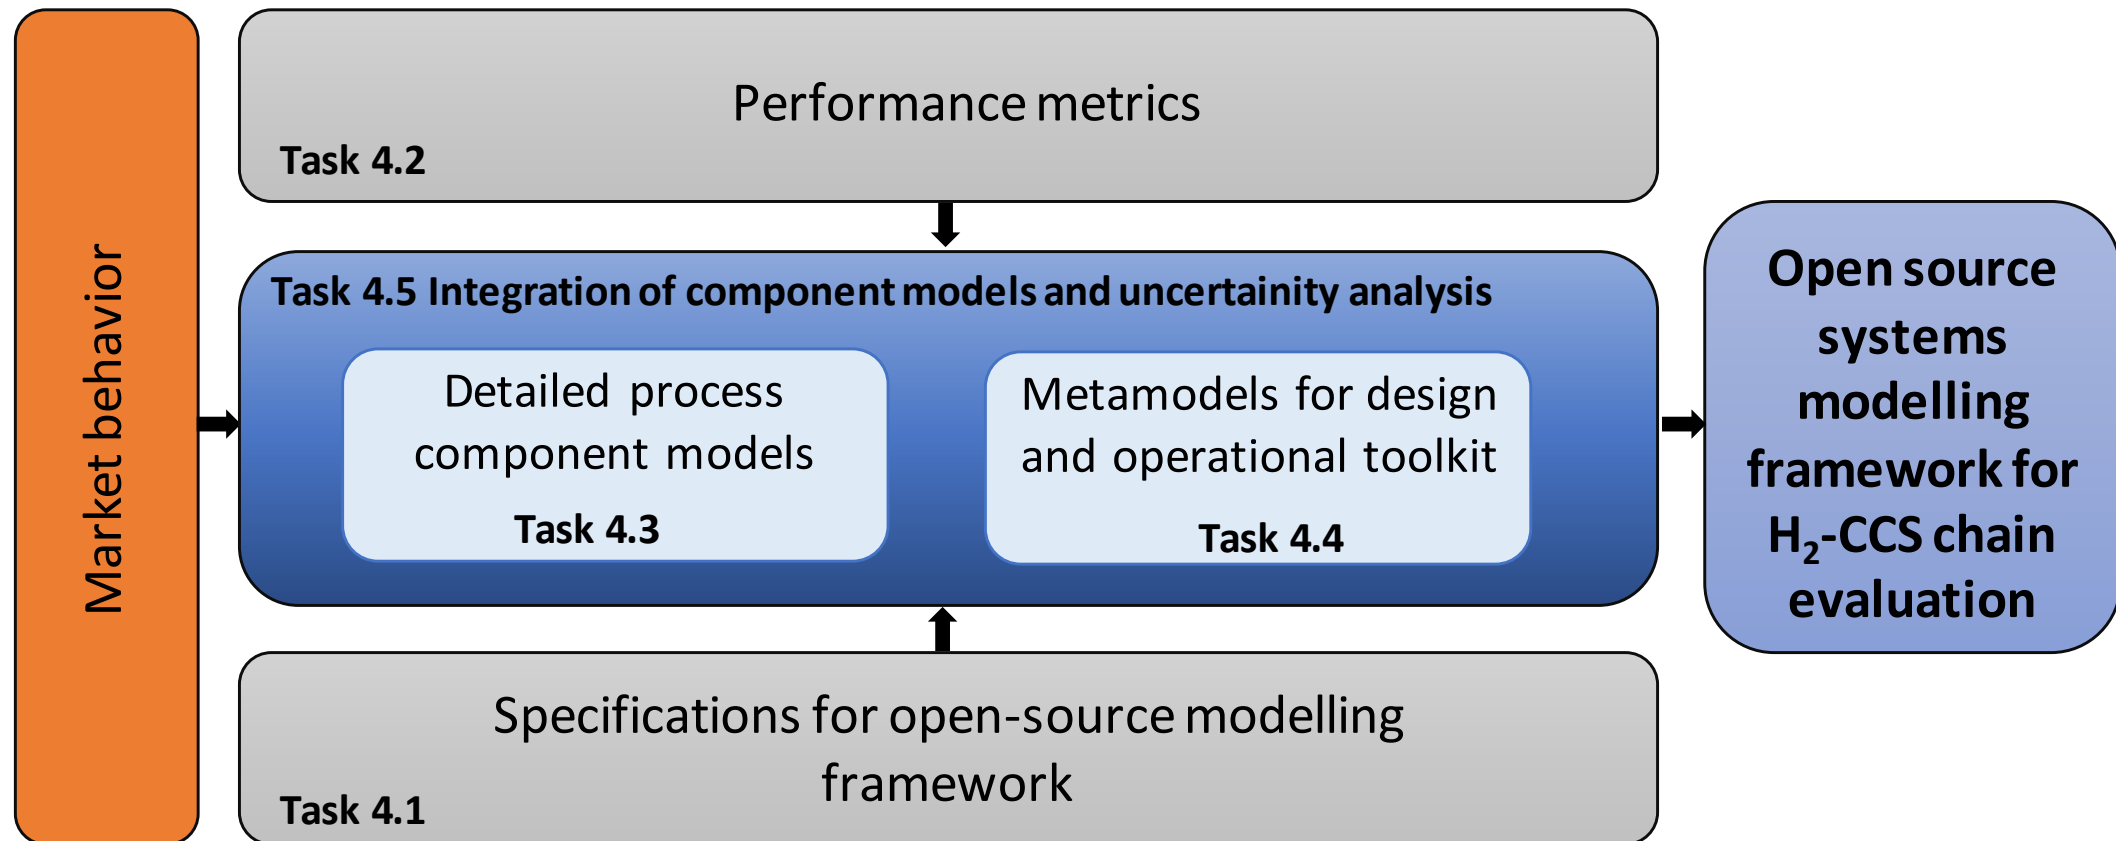 Market behavior
Performance metrics
Task 4.2
Task 4.5 Integration of component models and uncertainity analysis
Detailed process
component models
Task 4.3
Metamodels for design
and operational toolkit
Task 4.4
Specifications for open-source modelling
framework
Task 4.1
Open source
systems
modelling
framework for
H₂-CCS chain
evaluation